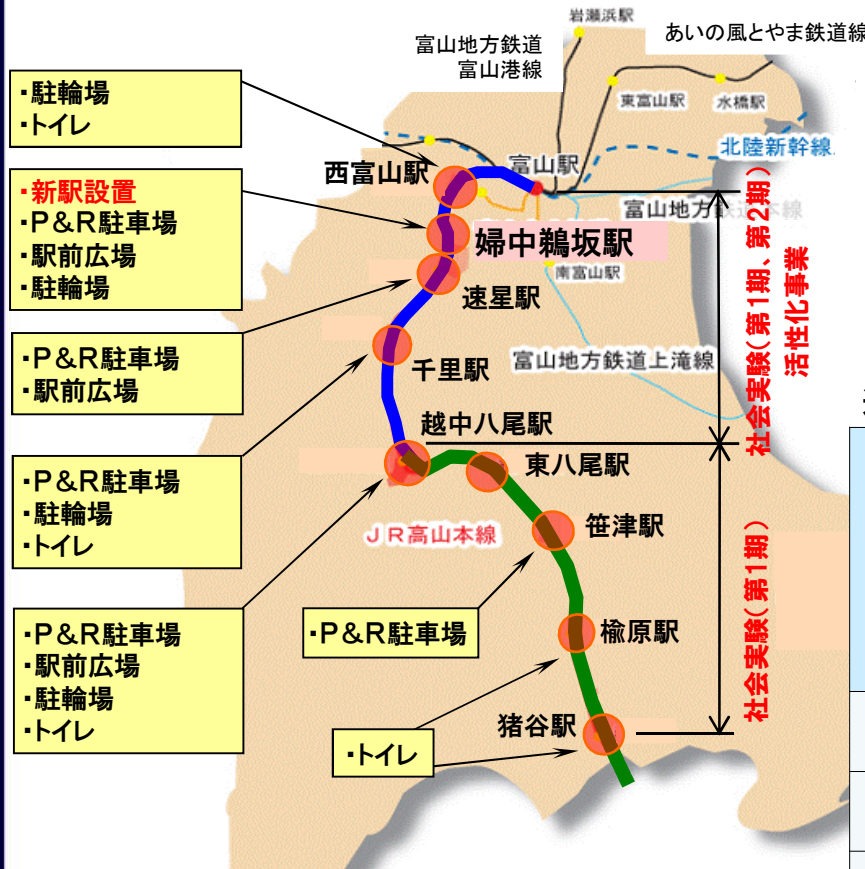 岩瀬浜駅
富山地方鉄道
富山港線
あいの風とやま鉄道線
・駐輪場
・トイレ
東富山駅
水橋駅
北陸新幹線
西富山駅
富山駅
・新駅設置
・P&R駐車場
・駅前広場
・駐輪場
富山地方鉄道本線
婦中鵜坂駅
南富山駅
速星駅
・P&R駐車場
・駅前広場
千里駅
富山地方鉄道上滝線
社会実験(第1期、第2期)
活性化事業
越中八尾駅
・P&R駐車場
・駐輪場
・トイレ
東八尾駅
JR高山本線
笹津駅
社会実験(第1期)
・P&R駐車場
・駅前広場
・駐輪場
・トイレ
・P&R駐車場
楡原駅
猪谷駅
・トイレ